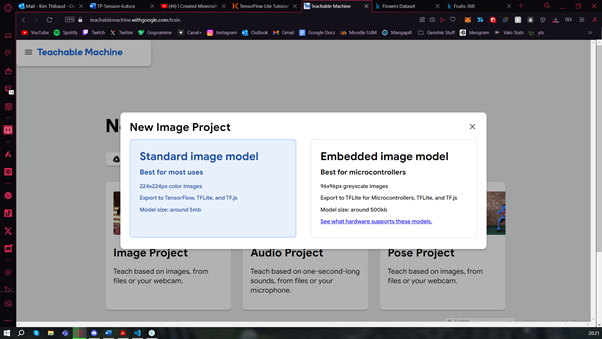 Mail - Ken Thibaud - O
TP-Session-6.docx
(44) I Created Minecraft
TensorFlow Lite Tutorial
Teachable Machine
Flowers Dataset
Fruits-360
teachablemachine.withgoogle.com/train
YouTube Spotify Twitch Twitter Gogoanime Canal+ Instagram Outlook Gmail Google Docs Moodle UdM Mangapill Genshin Stuff Ideogram Valo Stats yts
Teachable Machine
Ne
New Image Project
Standard image model
Best for most uses
224x224px color images
Export to TensorFlow, TFLite, and TF.js
Model size: around 5mb
Embedded image model
Best for microcontrollers
96x96px greyscale images
Export to TFLite for Microcontrollers, TFLite, and TF.js
Model size: around 500kb
See what hardware supports these models.
Image Project
Teach based on images, from
files or your webcam.
Audio Project
Teach based on one-second-long
sounds, from files or your
microphone.
Pose Project
Teach based on images, from
files or your webcam.
English
20:21